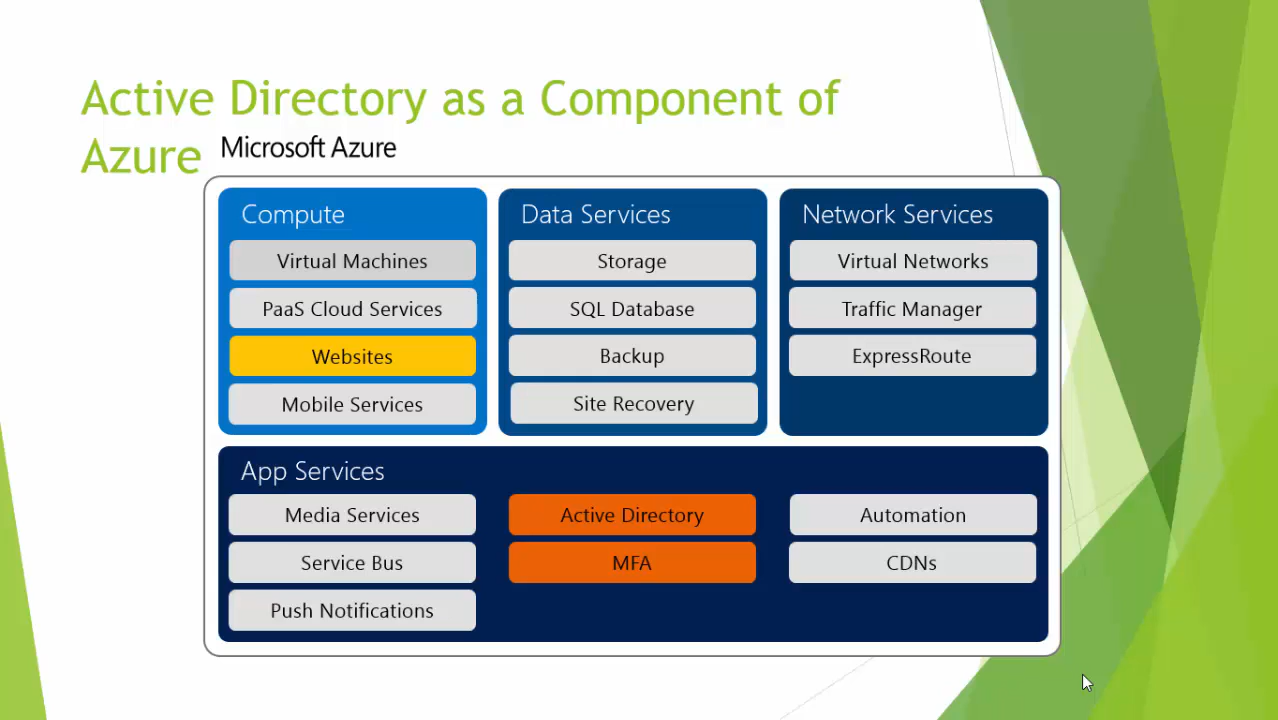 Active Directory as a Component of
Azure
Microsoft Azure
Compute
Virtual Machines
PaaS Cloud Services
Websites
Mobile Services
Data Services
Storage
SQL Database
Backup
Site Recovery
Network Services
Virtual Networks
Traffic Manager
ExpressRoute
App Services
Media Services
Service Bus
Push Notifications
Active Directory
MFA
Automation
CDNs